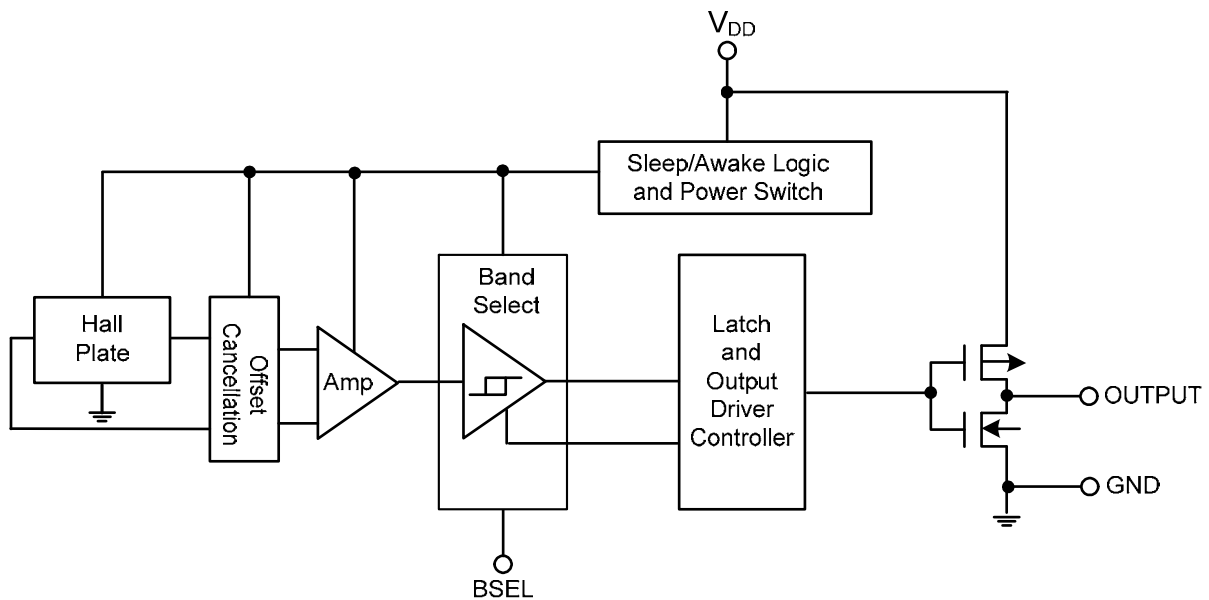 VDD
Sleep/Awake Logic
and Power Switch
Band
Select
Hall
Plate
Offset
Cancellation
Amp
Latch
and
Output
Driver
Controller
OUTPUT
GND
BSEL